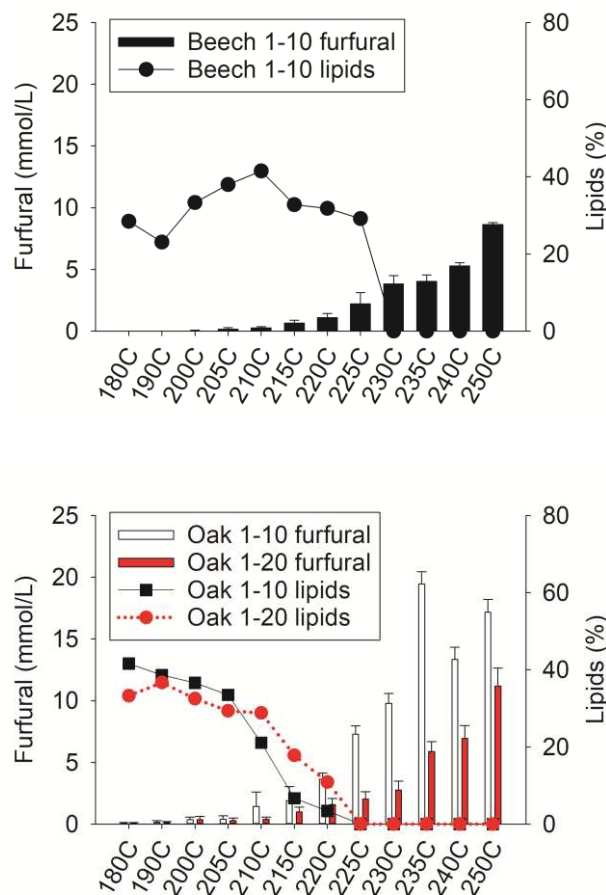 Beech 1-10 furfural
Beech 1-10 lipids
Furfural (mmol/L)
25
20
15
10
5
0
Lipids (%)
80
60
40
20
0
180C
190C
200C
205C
210C
215C
220C
225C
230C
235C
240C
250C
Oak 1-10 furfural
Oak 1-20 furfural
Oak 1-10 lipids
Oak 1-20 lipids
Furfural (mmol/L)
25
20
15
10
5
0
Lipids (%)
80
60
40
20
0
180C
190C
200C
205C
210C
215C
220C
225C
230C
235C
240C
250C